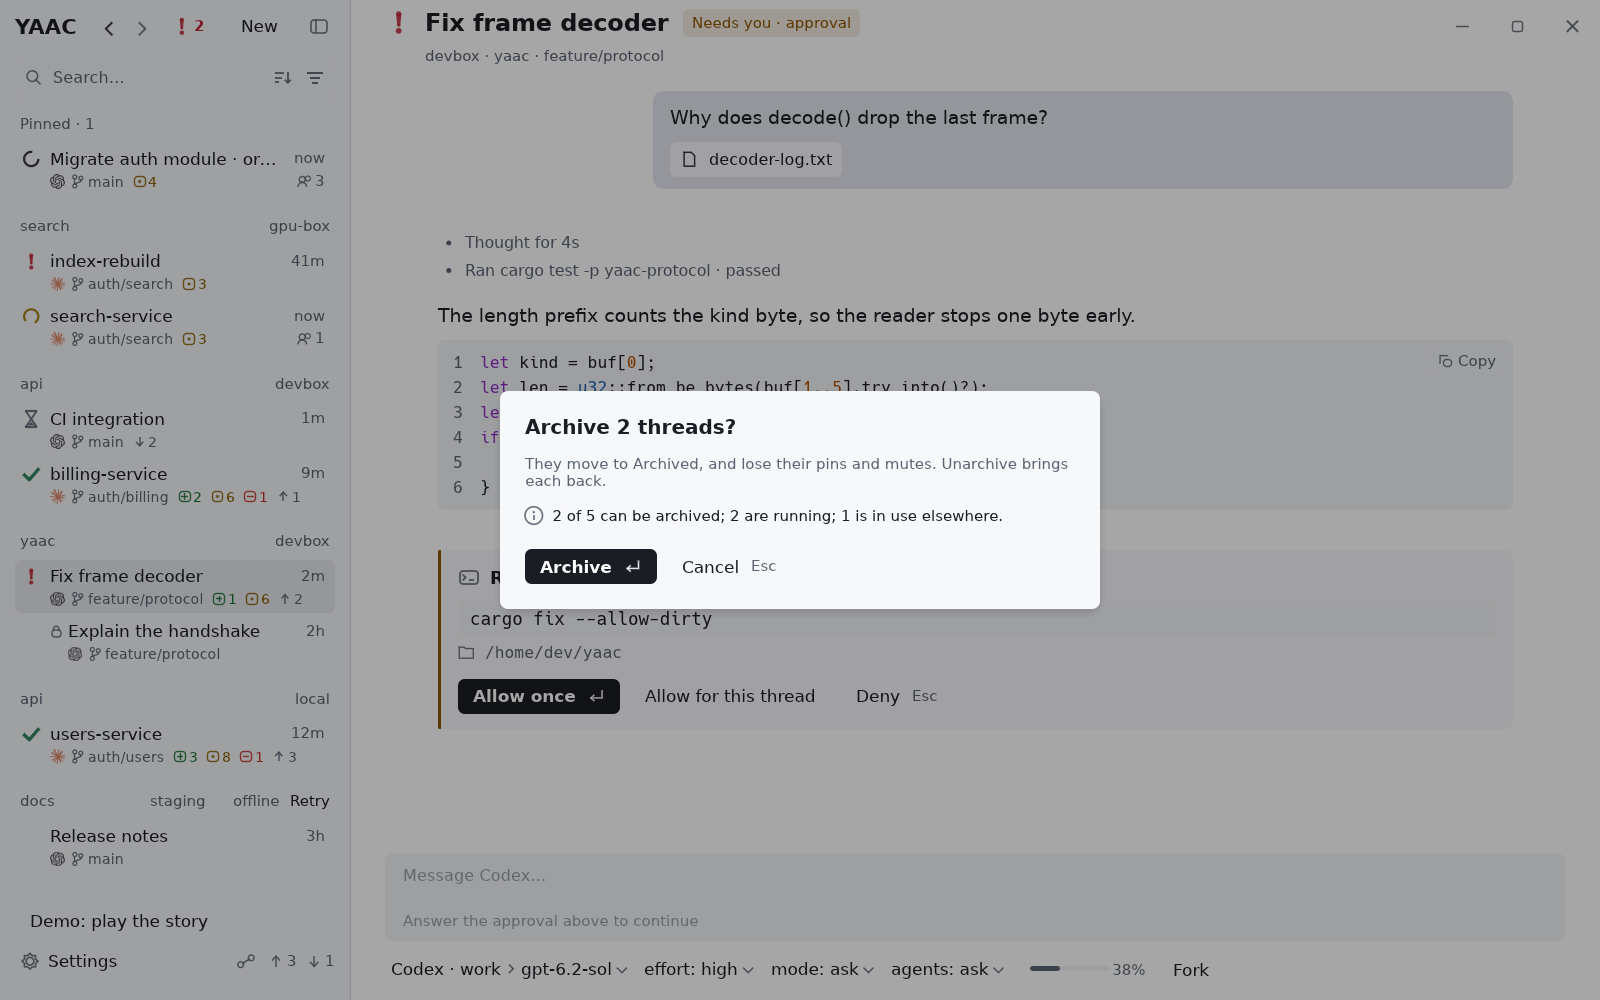 YAAC
2
New
Search...
Pinned · 1
Migrate auth module · or... now
main 4 3
search gpu-box
index-rebuild 41m
auth/search 3
search-service now
auth/search 3 1
api devbox
CI integration 1m
main ↓2
billing-service 9m
auth/billing 2 6 1 ↑1
yaac devbox
Fix frame decoder 2m
feature/protocol 1 6 ↑2
Explain the handshake 2h
feature/protocol
api local
users-service 12m
auth/users 3 8 1 ↑3
docs staging offline Retry
Release notes 3h
main
Demo: play the story
Settings ↑3 ↓1
Fix frame decoder Needs you · approval
devbox · yaac · feature/protocol
Why does decode() drop the last frame?
decoder-log.txt
• Thought for 4s
• Ran cargo test -p yaac-protocol · passed
The length prefix counts the kind byte, so the reader stops one byte early.
Copy
1 let kind = buf[0];
2 let len = u32::from_be_bytes(buf[1..5].try_into()?);
3 le
4 if
5
6 }
Archive 2 threads?
They move to Archived, and lose their pins and mutes. Unarchive brings
each back.
2 of 5 can be archived; 2 are running; 1 is in use elsewhere.
Archive Cancel Esc
R
cargo fix --allow-dirty
/home/dev/yaac
Allow once Allow for this thread Deny Esc
Message Codex...
Answer the approval above to continue
Codex · work > gpt-6.2-sol effort: high mode: ask agents: ask 38% Fork